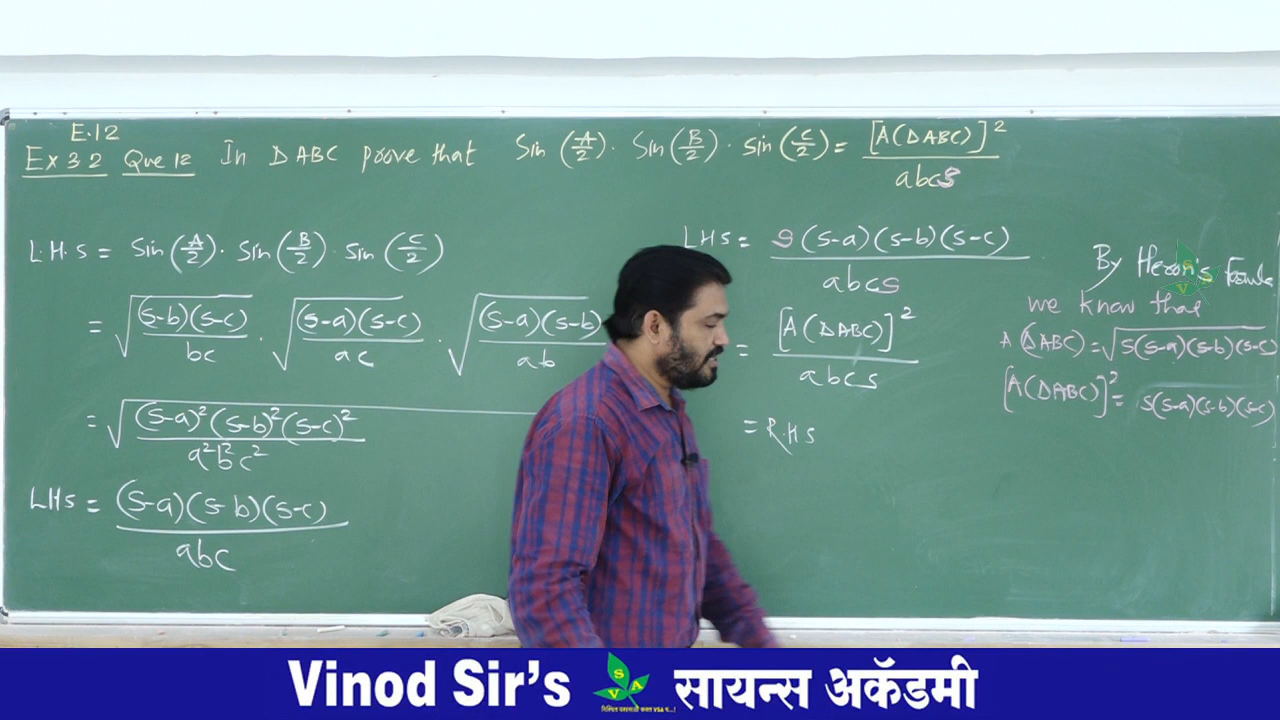 E.12
Ex 3 2 Que 12 In ΔABC prove that Sin (A/2) · Sin (B/2) · sin (C/2) = [A(ΔABC)]² / abcs
L.H.S = Sin (A/2) · Sin (B/2) · Sin (C/2)
= √((s-b)(s-c) / bc) · √((s-a)(s-c) / ac) · √((s-a)(s-b) / ab)
= √((s-a)²(s-b)²(s-c)² / a²b²c²)
LHS = (s-a)(s-b)(s-c) / abc
LHS = s(s-a)(s-b)(s-c) / abcs
= [A(ΔABC)]² / abcs
= R.H.S
By Heron's Formula
we know that
A(ΔABC) = √(s(s-a)(s-b)(s-c))
[A(ΔABC)]² = s(s-a)(s-b)(s-c)
Vinod Sir's SVA सायन्स अकॅडमी